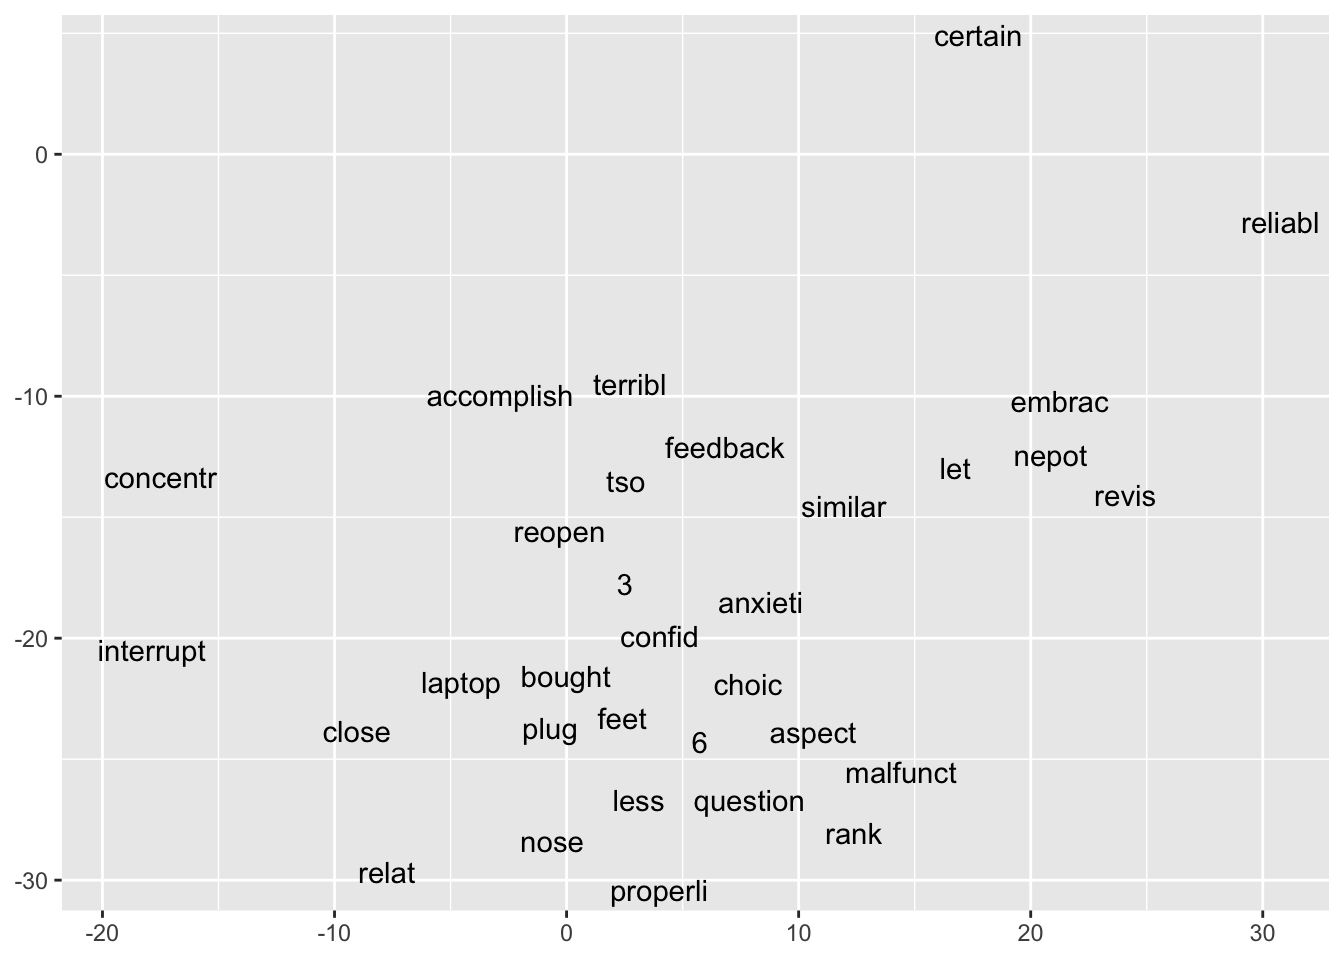 certain
0
reliabl
terribl
-10
accomplish
embrac
feedback
nepot
let
concentr
tso
revis
similar
reopen
3
anxieti
confid
-20
interrupt
bought
laptop
choic
feet
plug
close
aspect
6
malfunct
less
question
rank
nose
relat
-30
properli
-20 -10 0 10 20 30